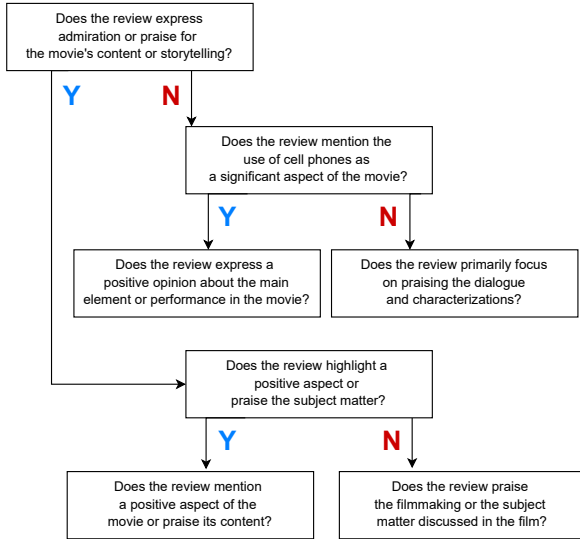 Does the review express
admiration or praise for
the movie's content or storytelling?
Y
N
Does the review mention the
use of cell phones as
a significant aspect of the movie?
Y
N
Does the review express a
positive opinion about the main
element or performance in the movie?
Does the review primarily focus
on praising the dialogue
and characterizations?
Does the review highlight a
positive aspect or
praise the subject matter?
Y
N
Does the review mention
a positive aspect of the
movie or praise its content?
Does the review praise
the filmmaking or the subject
matter discussed in the film?